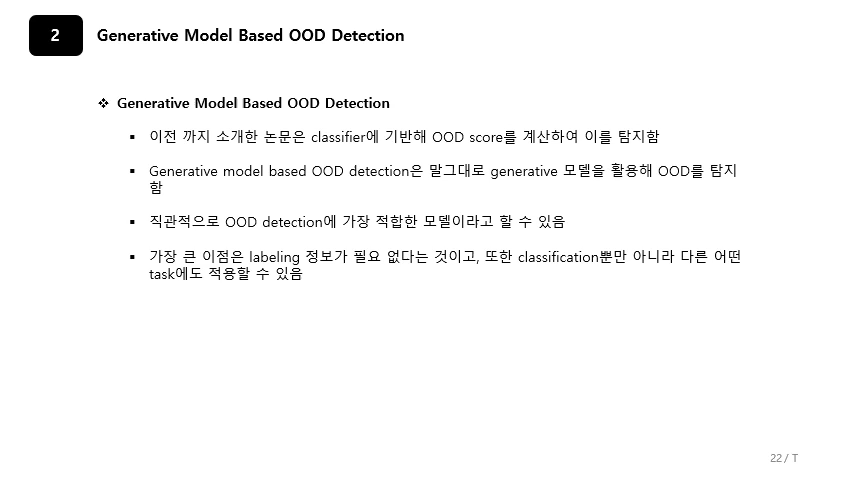 2
Generative Model Based OOD Detection
❖ Generative Model Based OOD Detection
▪ 이전 까지 소개한 논문은 classifier에 기반해 OOD score를 계산하여 이를 탐지함
▪ Generative model based OOD detection은 말그대로 generative 모델을 활용해 OOD를 탐지
함
▪ 직관적으로 OOD detection에 가장 적합한 모델이라고 할 수 있음
▪ 가장 큰 이점은 labeling 정보가 필요 없다는 것이고, 또한 classification뿐만 아니라 다른 어떤
task에도 적용할 수 있음
22 / T